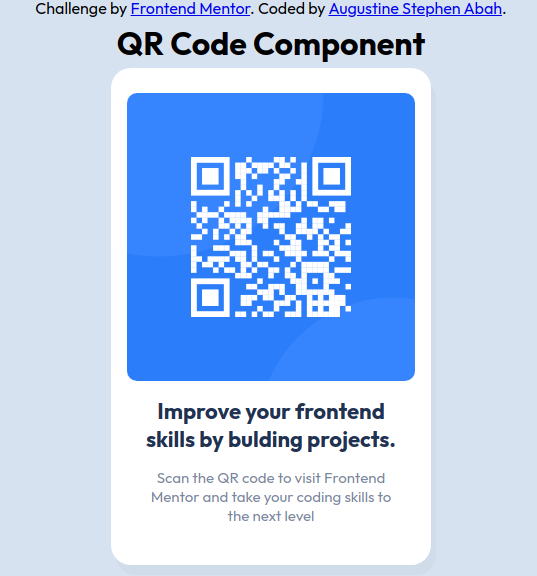 Challenge by Frontend Mentor. Coded by Augustine Stephen Abah.
QR Code Component
Improve your frontend
skills by bulding projects.
Scan the QR code to visit Frontend
Mentor and take your coding skills to
the next level